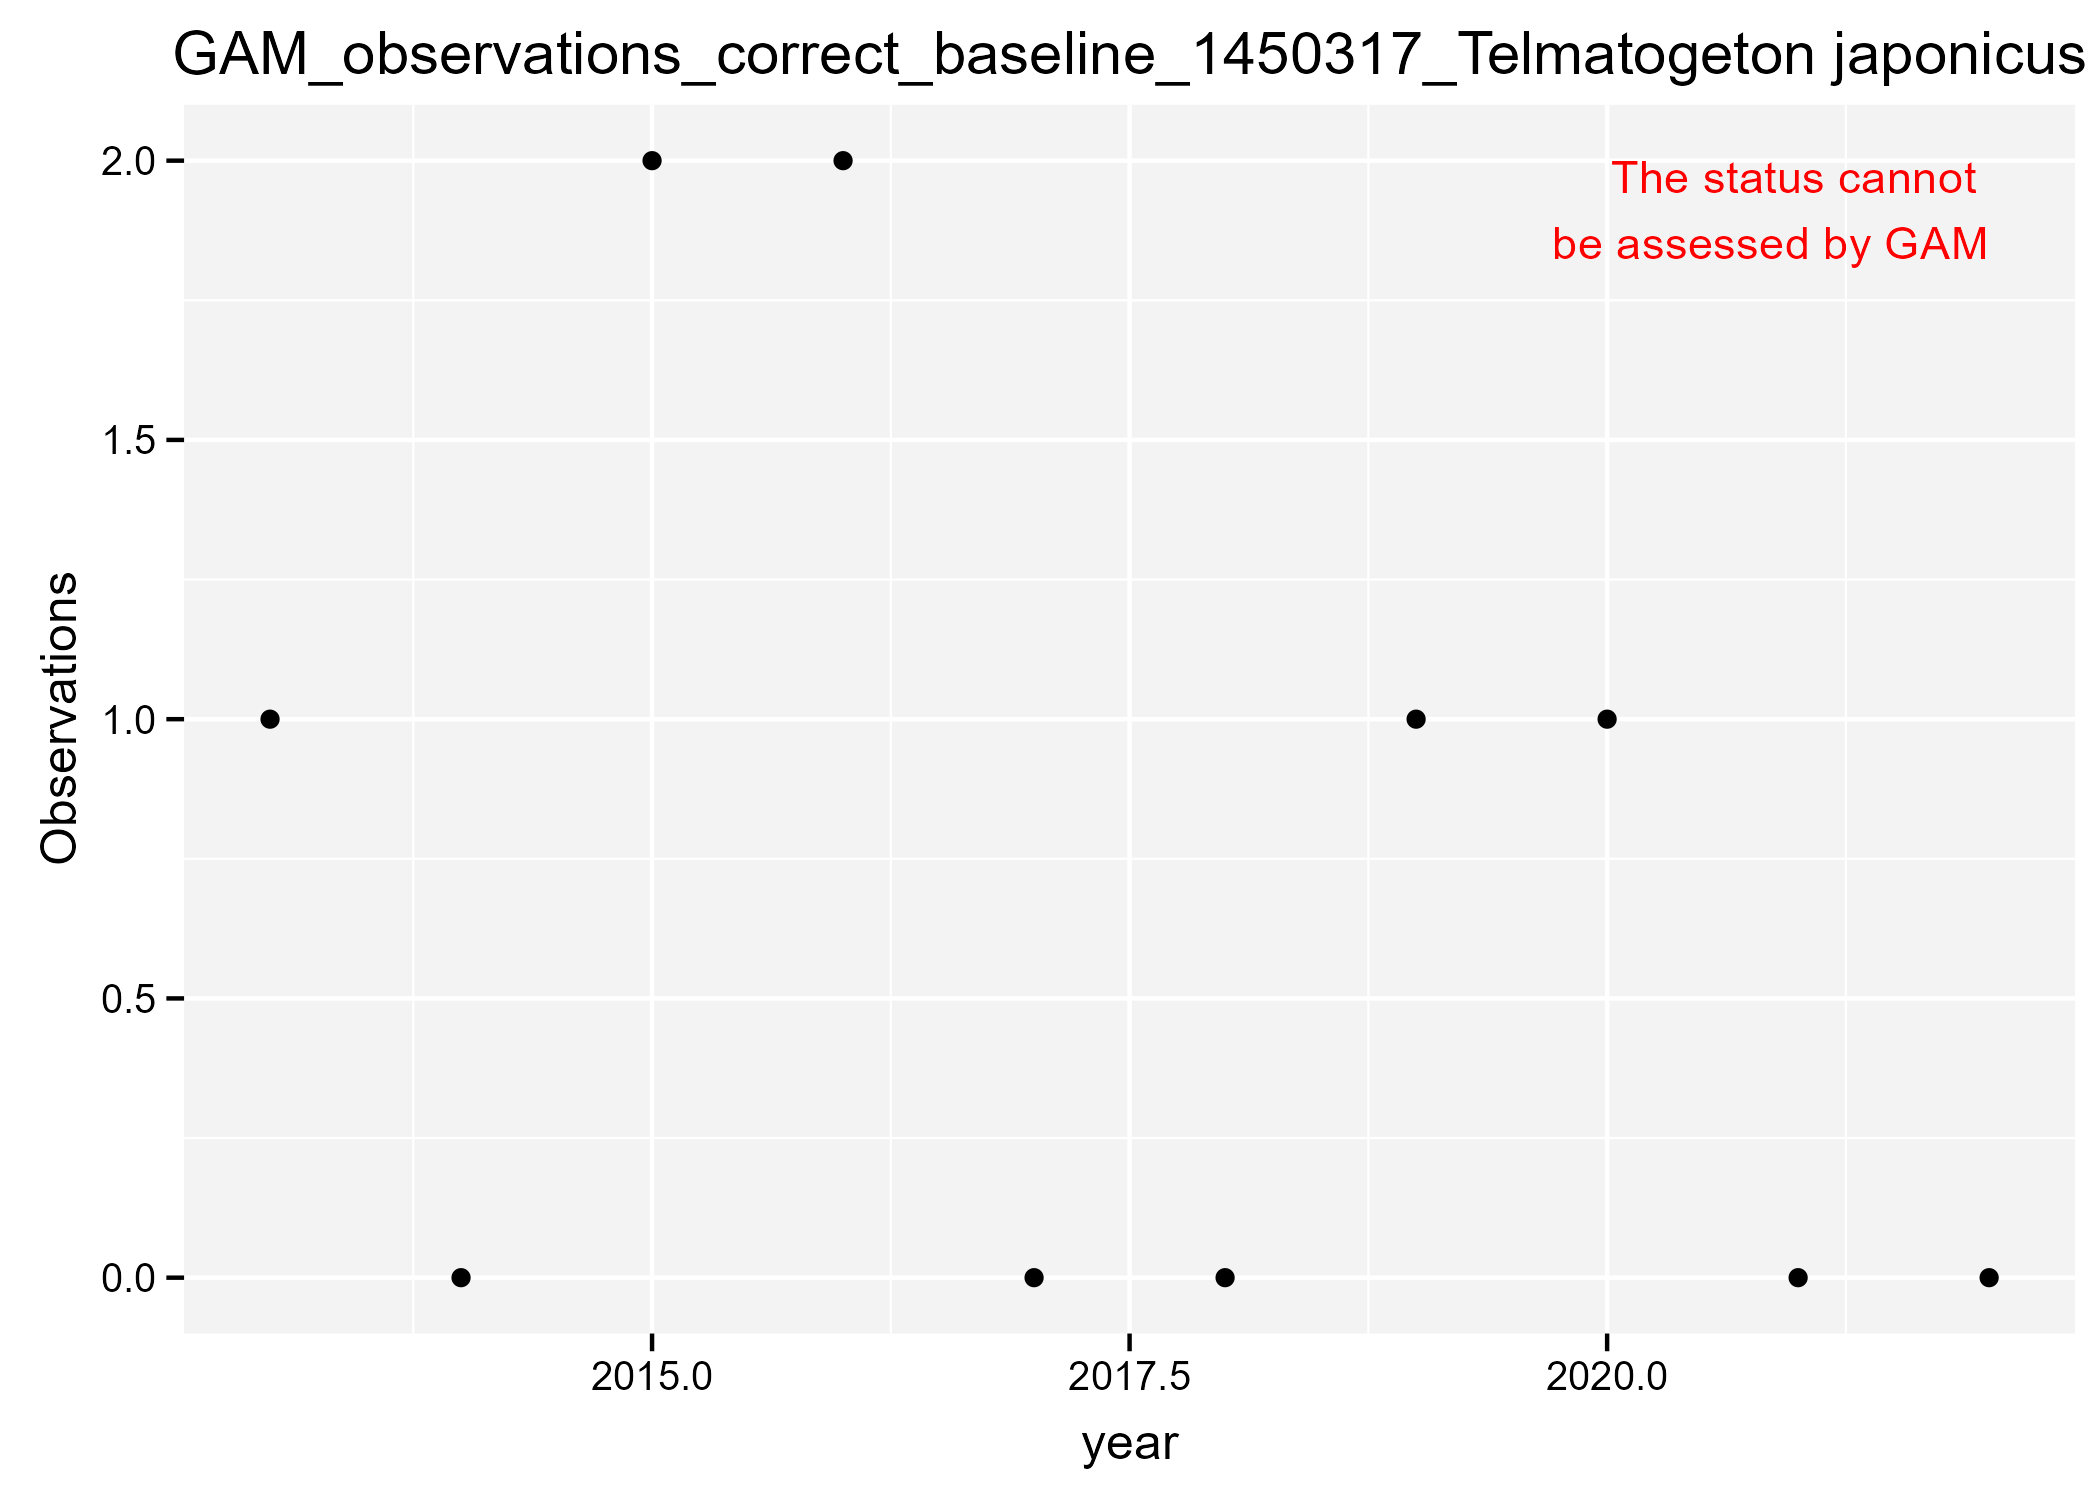 GAM_observations_correct_baseline_1450317_Telmatogeton japonicus
2.0
The status cannot
be assessed by GAM
1.5
Observations
1.0
0.5
0.0
2015.0 2017.5 2020.0
year